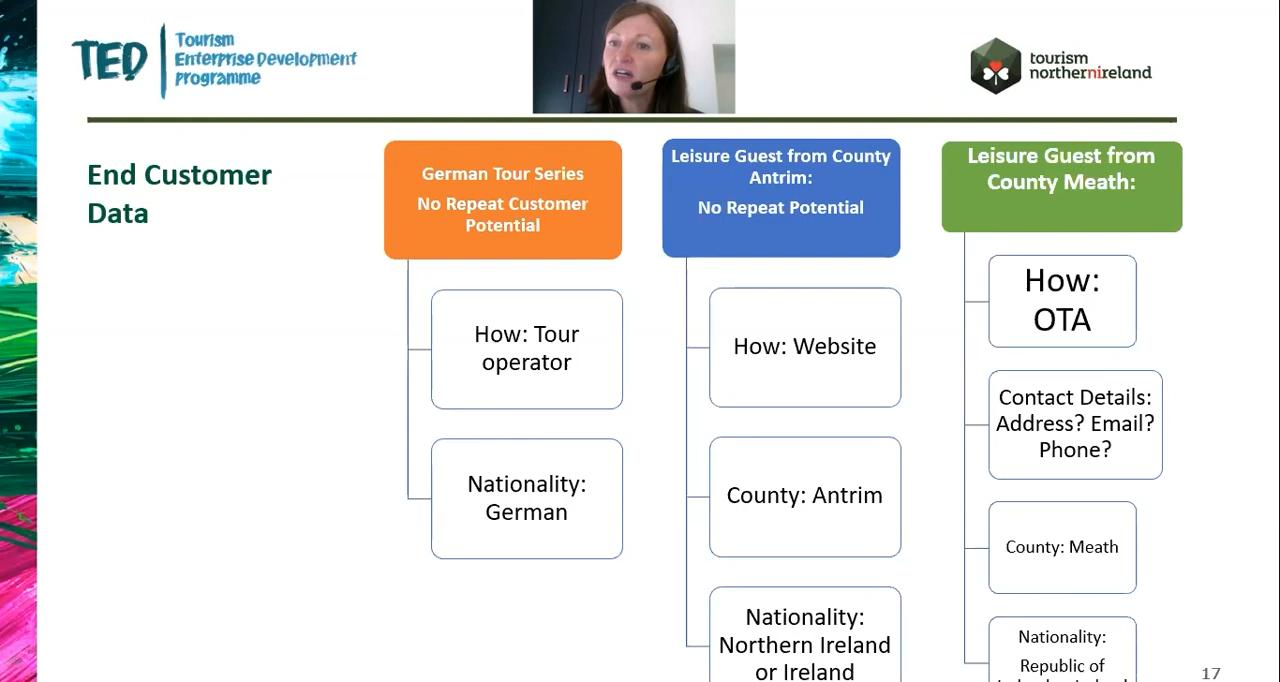 TED
Tourism
Enterprise Development
programme
tourism
northernireland
End Customer
Data
German Tour Series
No Repeat Customer
Potential
How: Tour
operator
Nationality:
German
Leisure Guest from County
Antrim:
No Repeat Potential
How: Website
County: Antrim
Nationality:
Northern Ireland
or Ireland
Leisure Guest from
County Meath:
How:
OTA
Contact Details:
Address? Email?
Phone?
County: Meath
Nationality:
Republic of
17